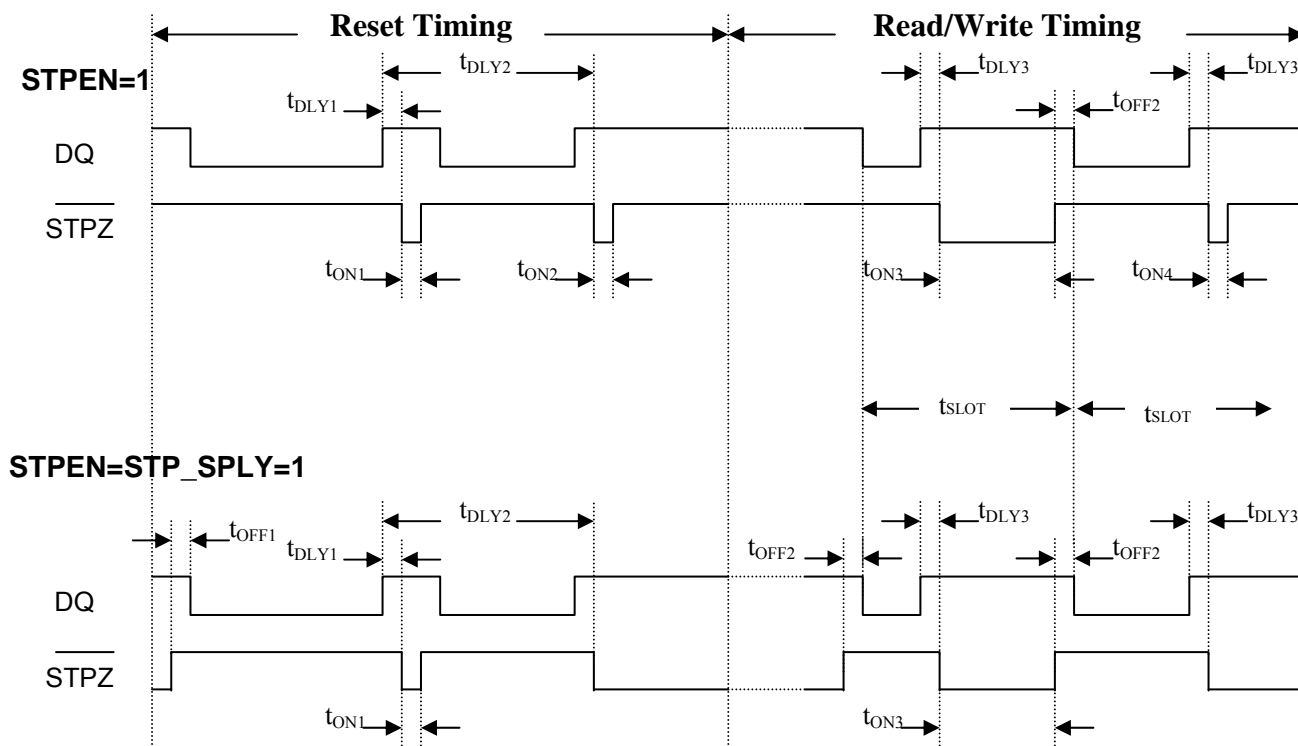 Reset Timing Read/Write Timing
STPEN=1
tDLY2 tDLY3 tDLY3
tDLY1 tOFF2
DQ
STPZ
tON1 tON2 tON3 tON4
tSLOT tSLOT
STPEN=STP_SPLY=1
tDLY2 tDLY3 tDLY3
tOFF1 tDLY1 tOFF2 tOFF2
DQ
STPZ
tON1 tON3